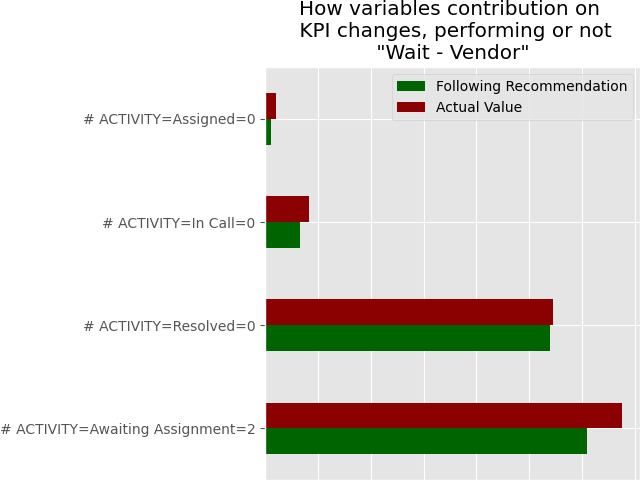 How variables contribution on
KPI changes, performing or not
"Wait - Vendor"
Following Recommendation
Actual Value
# ACTIVITY=Assigned=0
# ACTIVITY=In Call=0
# ACTIVITY=Resolved=0
# ACTIVITY=Awaiting Assignment=2